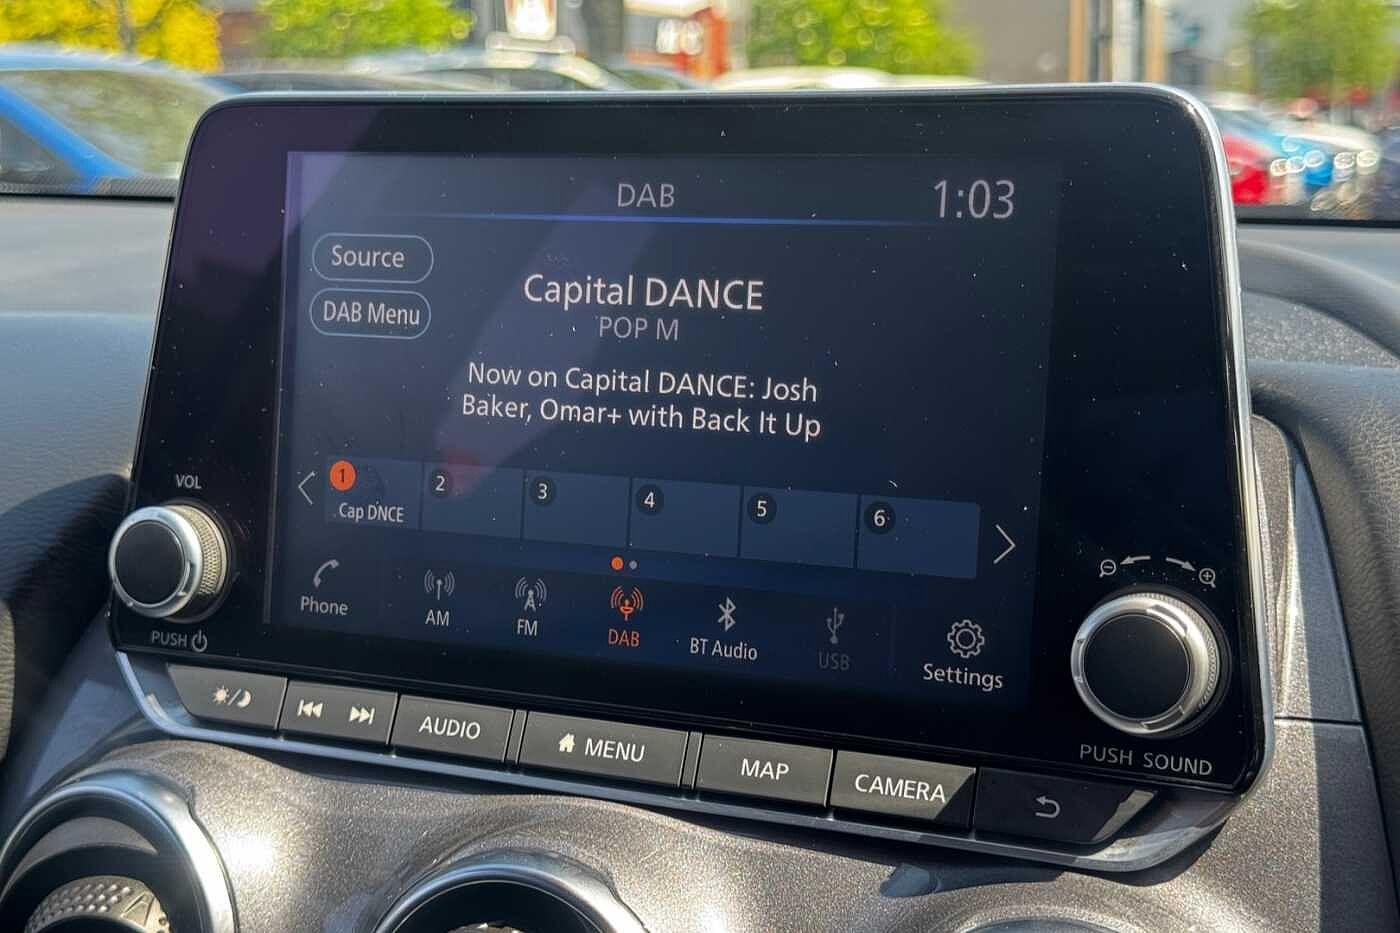 DAB
1:03
Source
DAB Menu
Capital DANCE
POP M
Now on Capital DANCE: Josh
Baker, Omar+ with Back It Up
1
2
3
4
5
6
Cap DNCE
Phone
AM
FM
DAB
BT Audio
USB
Settings
VOL
PUSH
AUDIO
MENU
MAP
CAMERA
PUSH SOUND